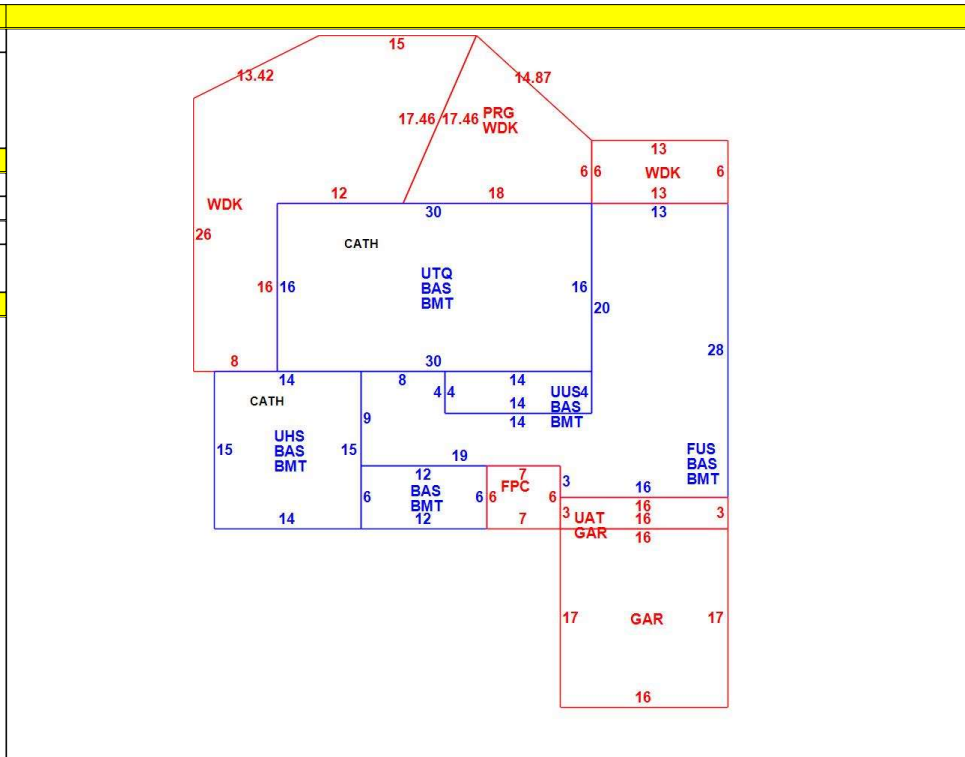 15
13.42
14.87
17.46 17.46
PRG
WDK
13
6 6
WDK
6
12
18
13
WDK
30
13
26
CATH
UTQ
BAS
BMT
16 16
16
20
28
8
30
14
8
14
CATH
4 4
14
UUS4
BAS
BMT
14
9
UHS
BAS
BMT
15
15
19
FUS
BAS
BMT
12
7
FPC
3
16
BAS
BMT
6
6 6
6
16
14
12
7
3
UAT
GAR
16
3
16
17
GAR
17
16